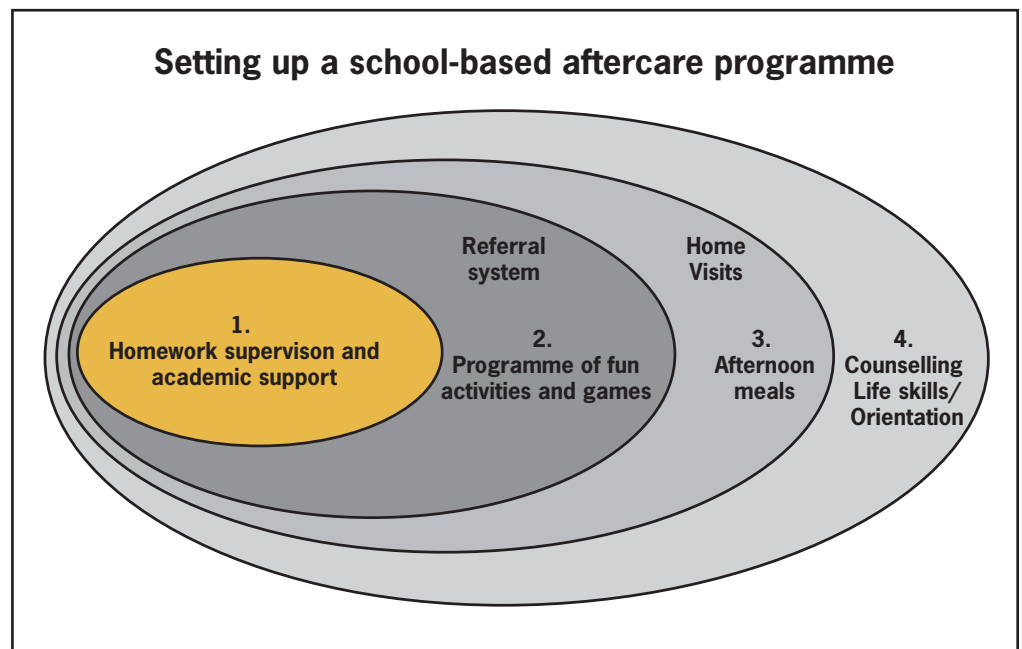 Setting up a school-based aftercare programme
Referral
system
Home
Visits
1.
Homework supervison and
academic support
2.
Programme of fun
activities and games
3.
Afternoon
meals
4.
Counselling
Life skills/
Orientation